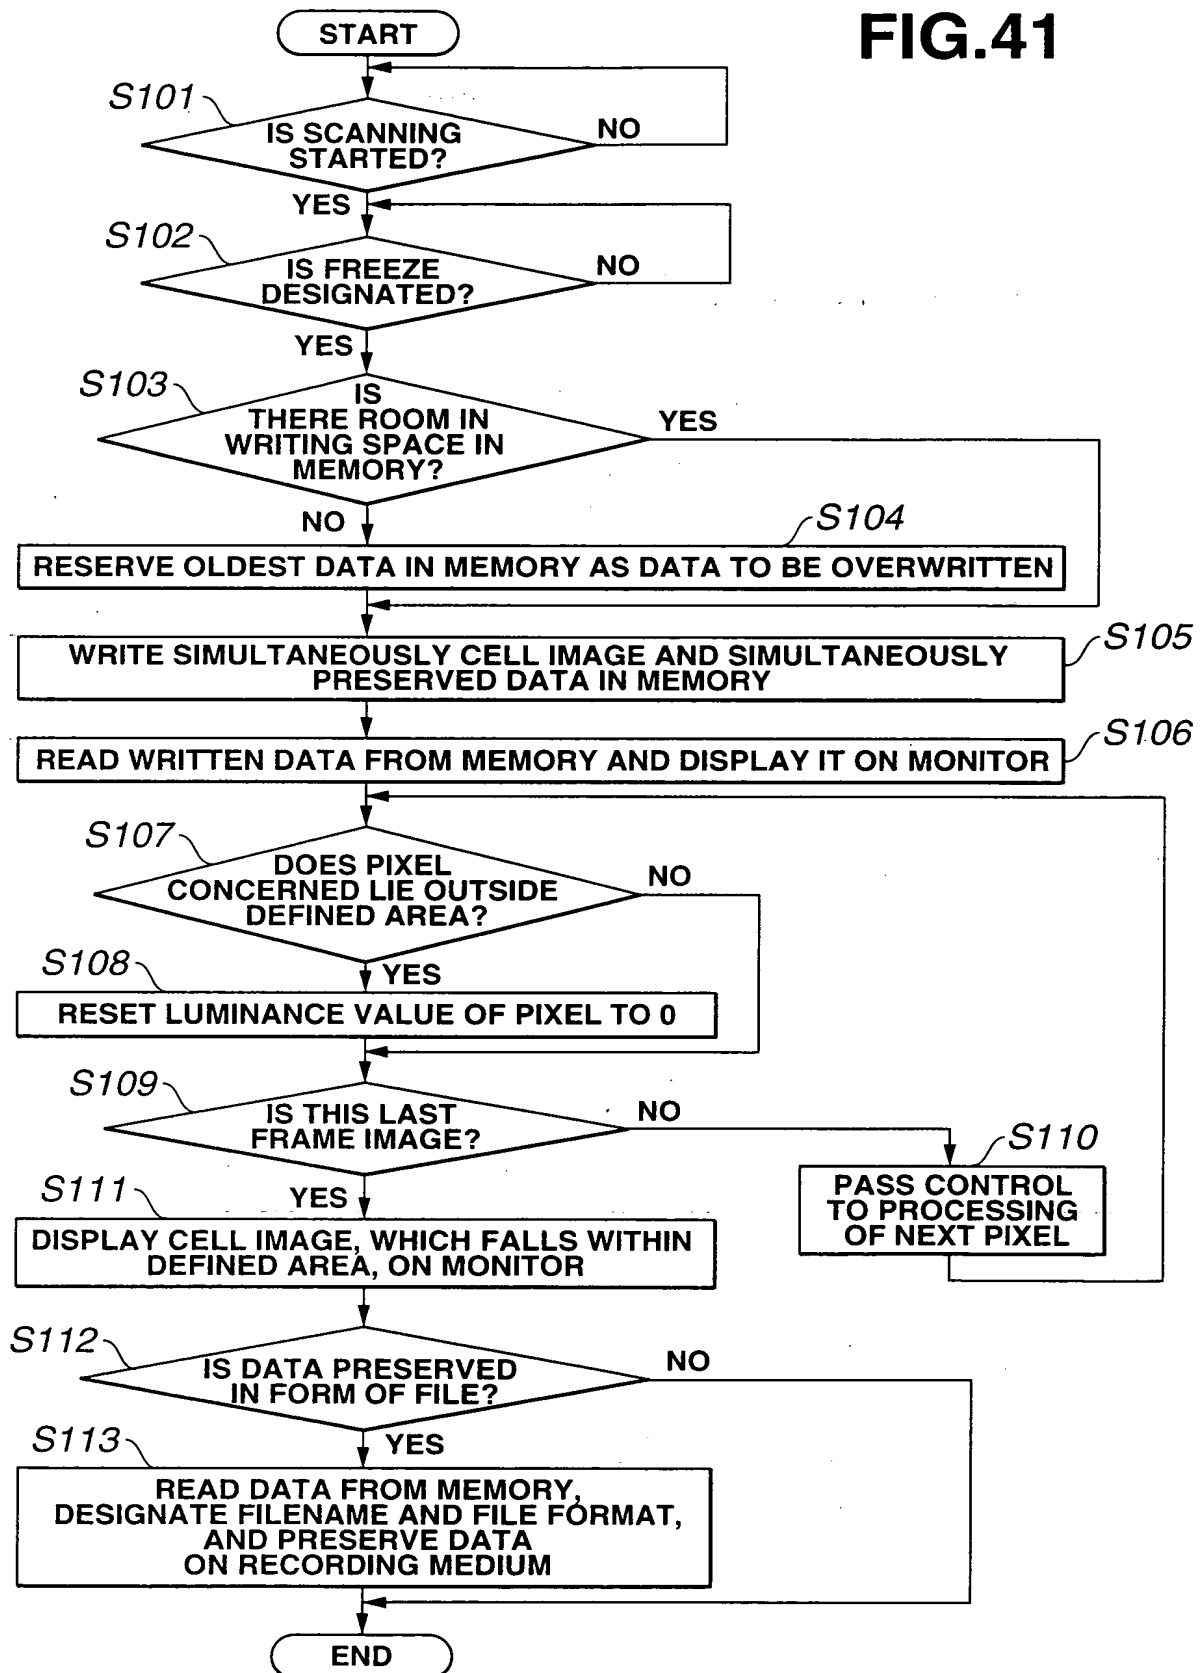 FIG.41
START
S101
IS SCANNING
STARTED?
NO
YES
S102
IS FREEZE
DESIGNATED?
NO
YES
S103
IS
THERE ROOM IN
WRITING SPACE IN
MEMORY?
YES
NO
S104
RESERVE OLDEST DATA IN MEMORY AS DATA TO BE OVERWRITTEN
S105
WRITE SIMULTANEOUSLY CELL IMAGE AND SIMULTANEOUSLY
PRESERVED DATA IN MEMORY
S106
READ WRITTEN DATA FROM MEMORY AND DISPLAY IT ON MONITOR
S107
DOES PIXEL
CONCERNED LIE OUTSIDE
DEFINED AREA?
NO
YES
S108
RESET LUMINANCE VALUE OF PIXEL TO 0
S109
IS THIS LAST
FRAME IMAGE?
NO
S110
PASS CONTROL
TO PROCESSING
OF NEXT PIXEL
YES
S111
DISPLAY CELL IMAGE, WHICH FALLS WITHIN
DEFINED AREA, ON MONITOR
S112
IS DATA PRESERVED
IN FORM OF FILE?
NO
YES
S113
READ DATA FROM MEMORY,
DESIGNATE FILENAME AND FILE FORMAT,
AND PRESERVE DATA
ON RECORDING MEDIUM
END